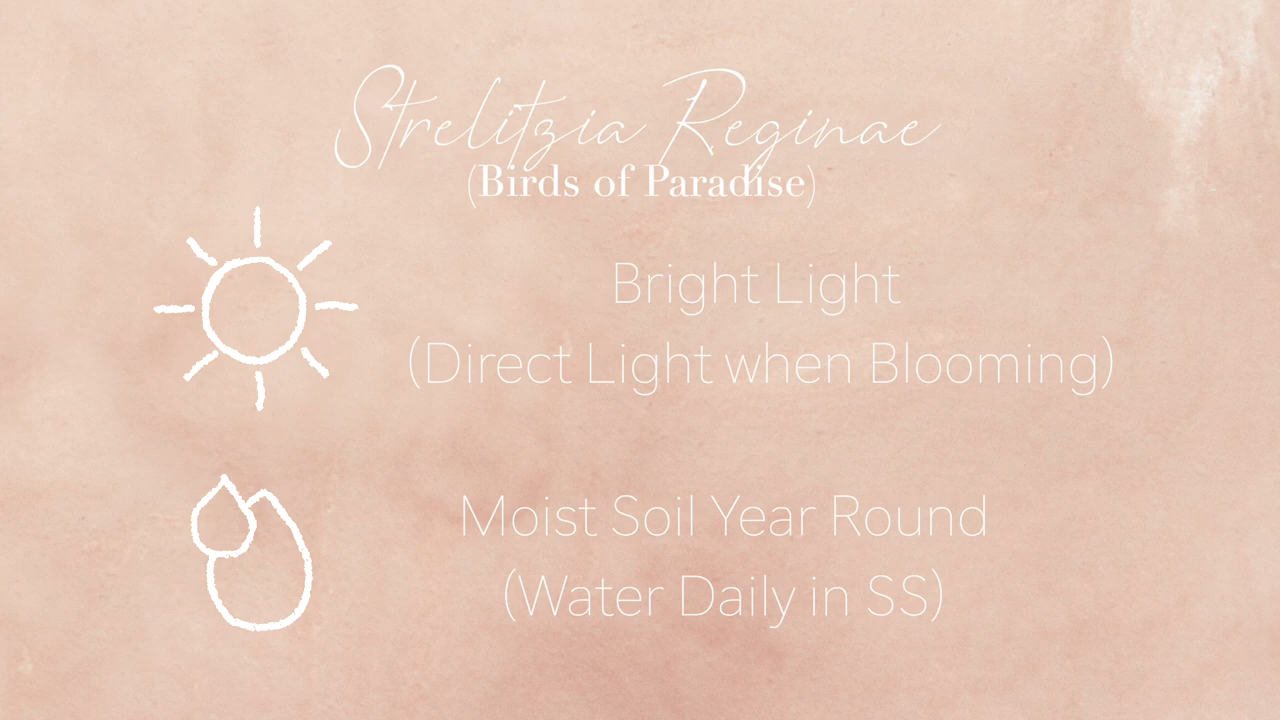 Strelitzia Reginae
(Birds of Paradise)
Bright Light
(Direct Light when Blooming)
Moist Soil Year Round
(Water Daily in SS)